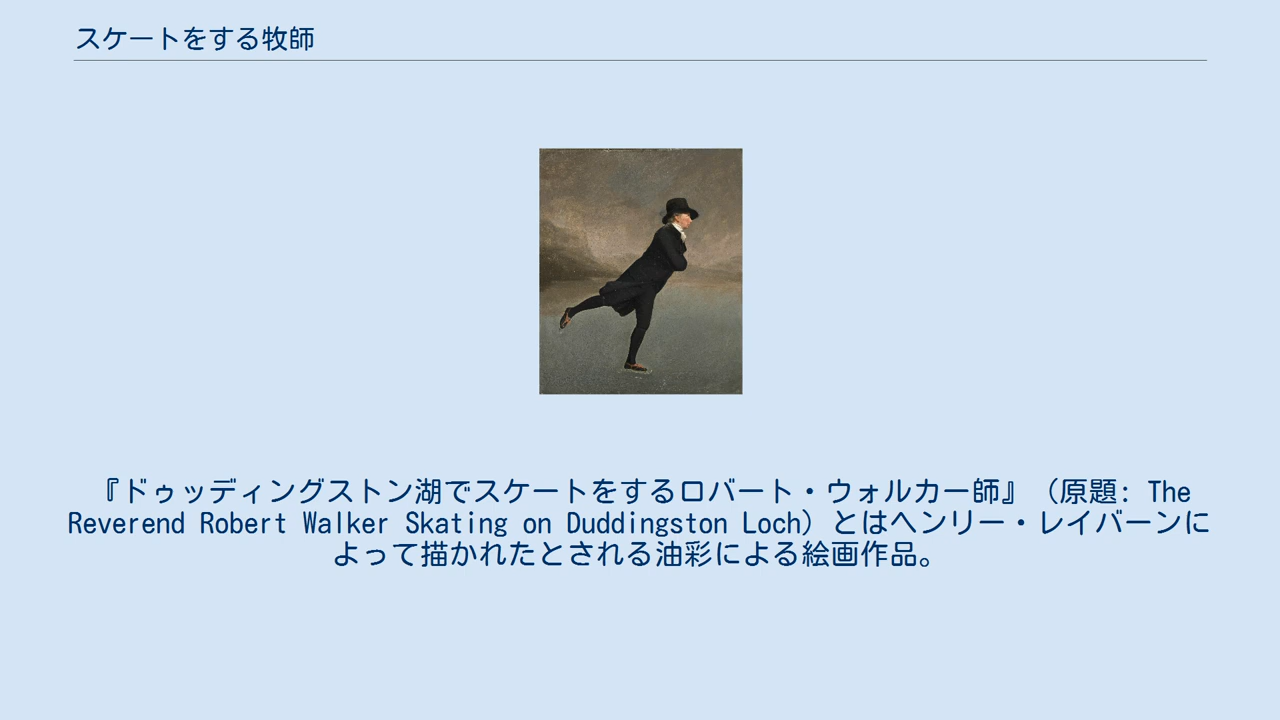 スケートをする牧師
『ドゥッディングストン湖でスケートをするロバート・ウォルカー師』（原題: The
Reverend Robert Walker Skating on Duddingston Loch）とはヘンリー・レイバーンに
よって描かれたとされる油彩による絵画作品。